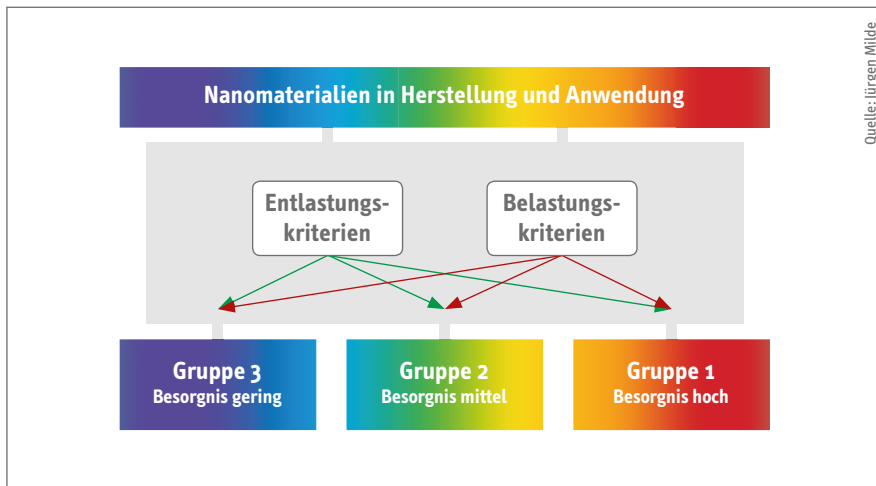 Nanomaterialien in Herstellung und Anwendung
Entlastungs-
kriterien
Belastungs-
kriterien
Gruppe 3
Besorgnis gering
Gruppe 2
Besorgnis mittel
Gruppe 1
Besorgnis hoch
Quelle: Jürgen Milde